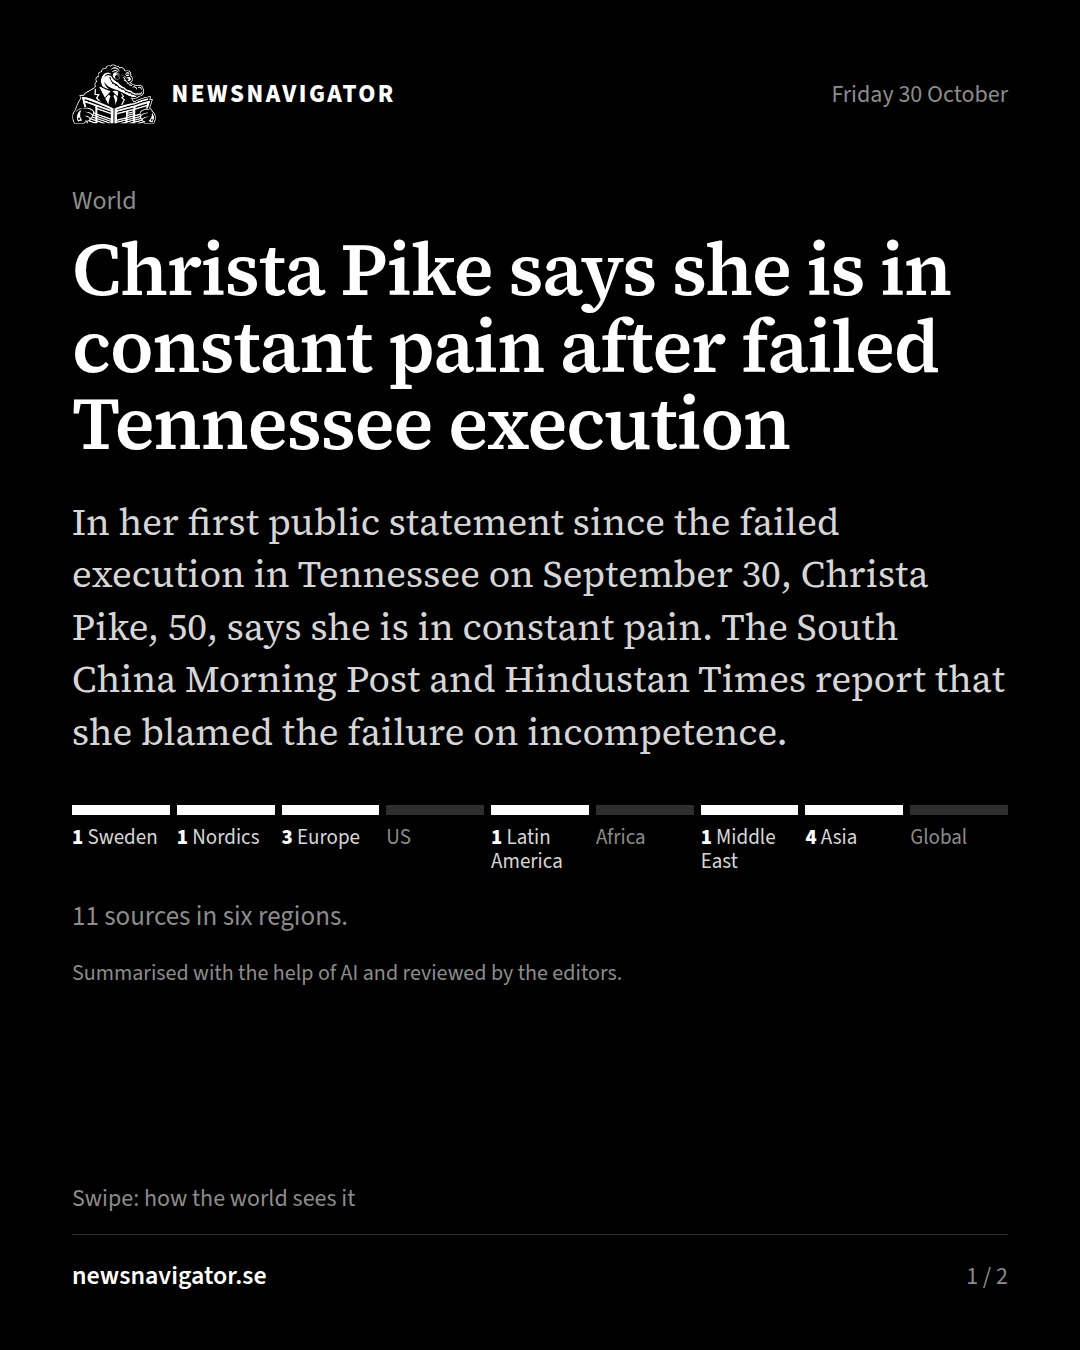 NEWSNAVIGATOR
Friday 30 October
World
Christa Pike says she is in
constant pain after failed
Tennessee execution
In her first public statement since the failed
execution in Tennessee on September 30, Christa
Pike, 50, says she is in constant pain. The South
China Morning Post and Hindustan Times report that
she blamed the failure on incompetence.
1 Sweden
1 Nordics
3 Europe
US
1 Latin
America
Africa
1 Middle
East
4 Asia
Global
11 sources in six regions.
Summarised with the help of AI and reviewed by the editors.
Swipe: how the world sees it
newsnavigator.se
1 / 2